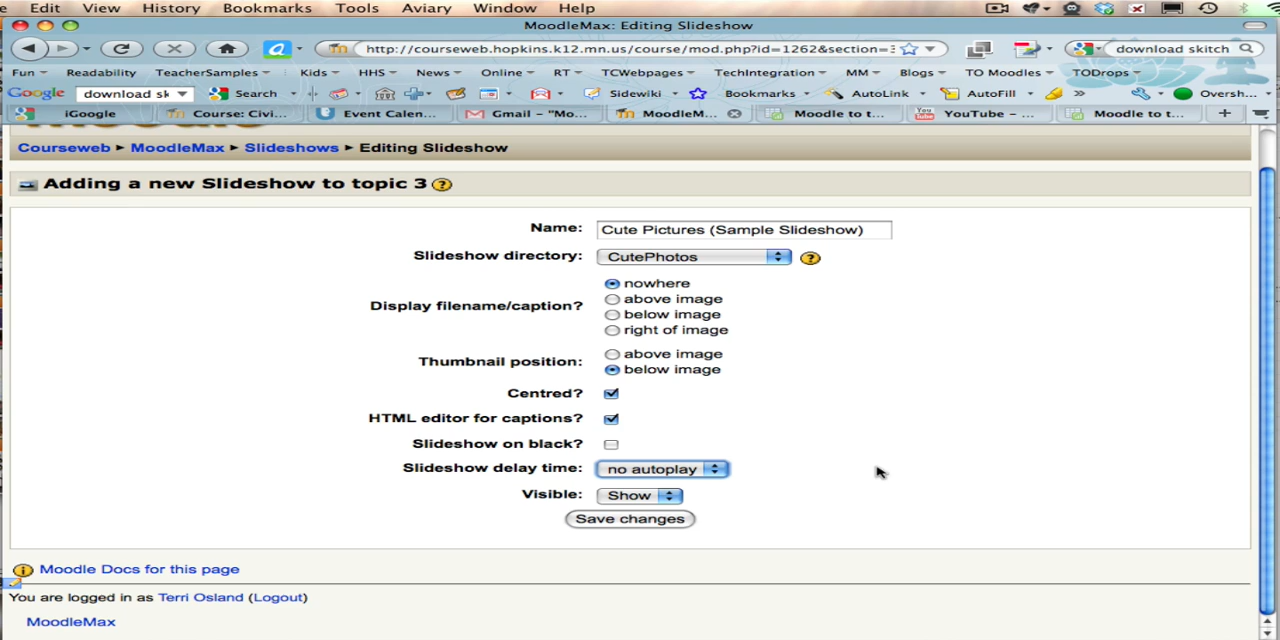 Edit View History Bookmarks Tools Aviary Window Help
MoodleMax: Editing Slideshow
http://courseweb.hopkins.k12.mn.us/course/mod.php?id=1262&section=3 download skitch
Fun Readability TeacherSamples Kids HHS News Online RT TCWebpages TechIntegration MM Blogs TO Moodles TODrops
Google download sk Search Sidewiki Bookmarks AutoLink AutoFill » Oversh...
iGoogle Course: Civi... Event Calen... Gmail – "Mo... MoodleM... Moodle to t... YouTube – ... Moodle to t...
Courseweb ► MoodleMax ► Slideshows ► Editing Slideshow
Adding a new Slideshow to topic 3
Name: Cute Pictures (Sample Slideshow)
Slideshow directory: CutePhotos
Display filename/caption?
nowhere
above image
below image
right of image
Thumbnail position:
above image
below image
Centred?
HTML editor for captions?
Slideshow on black?
Slideshow delay time: no autoplay
Visible: Show
Save changes
Moodle Docs for this page
You are logged in as Terri Osland (Logout)
MoodleMax